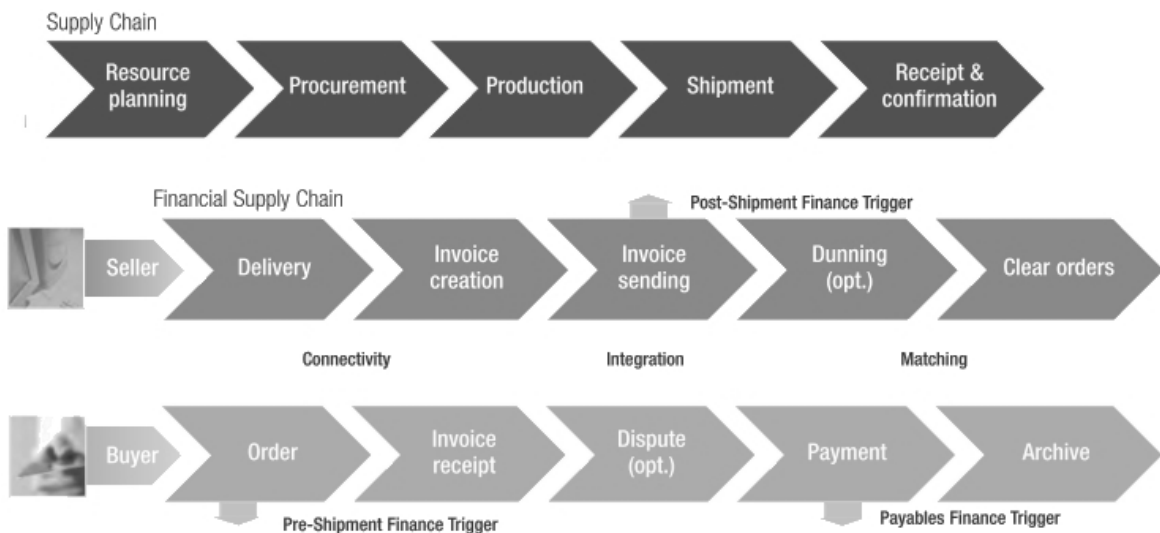 Supply Chain
Resource
planning
Procurement
Production
Shipment
Receipt &
confirmation
Financial Supply Chain
Post-Shipment Finance Trigger
Seller
Delivery
Invoice
creation
Invoice
sending
Dunning
(opt.)
Clear orders
Connectivity
Integration
Matching
Buyer
Order
Invoice
receipt
Dispute
(opt.)
Payment
Archive
Pre-Shipment Finance Trigger
Payables Finance Trigger